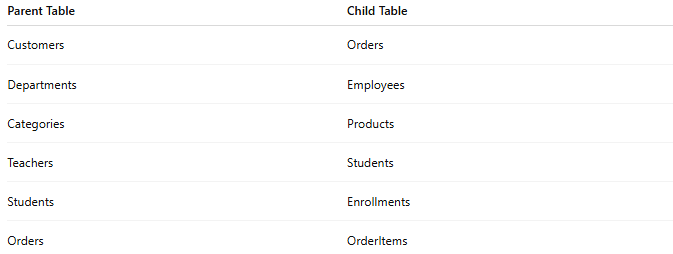 Parent Table Child Table
Customers Orders
Departments Employees
Categories Products
Teachers Students
Students Enrollments
Orders OrderItems